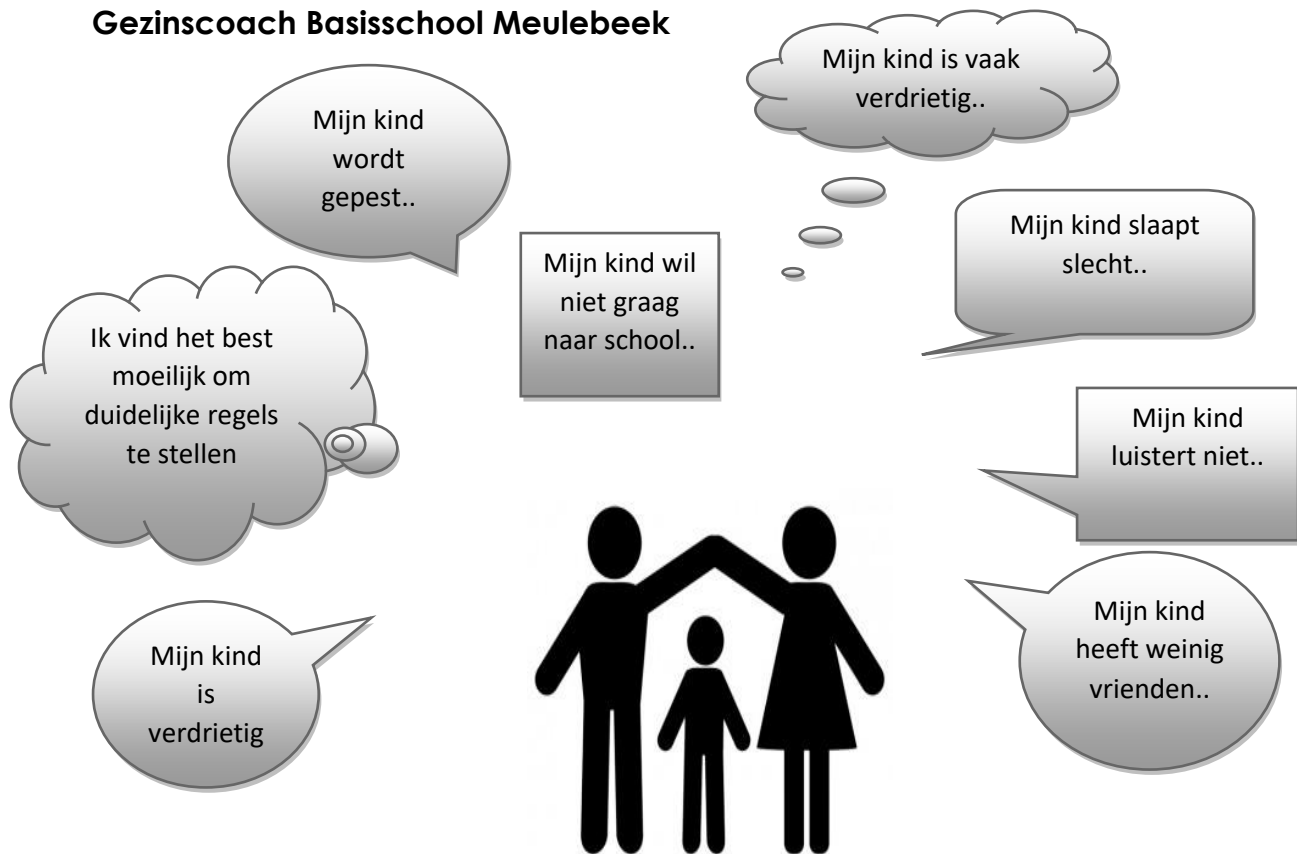 Gezinscoach Basisschool Meulebeek
Mijn kind is vaak
verdrietig..
Mijn kind
wordt
gepest..
Mijn kind slaapt
slecht..
Mijn kind wil
niet graag
naar school..
Ik vind het best
moeilijk om
duidelijke regels
te stellen
Mijn kind
luistert niet..
Mijn kind
is
verdrietig
Mijn kind
heeft weinig
vrienden..